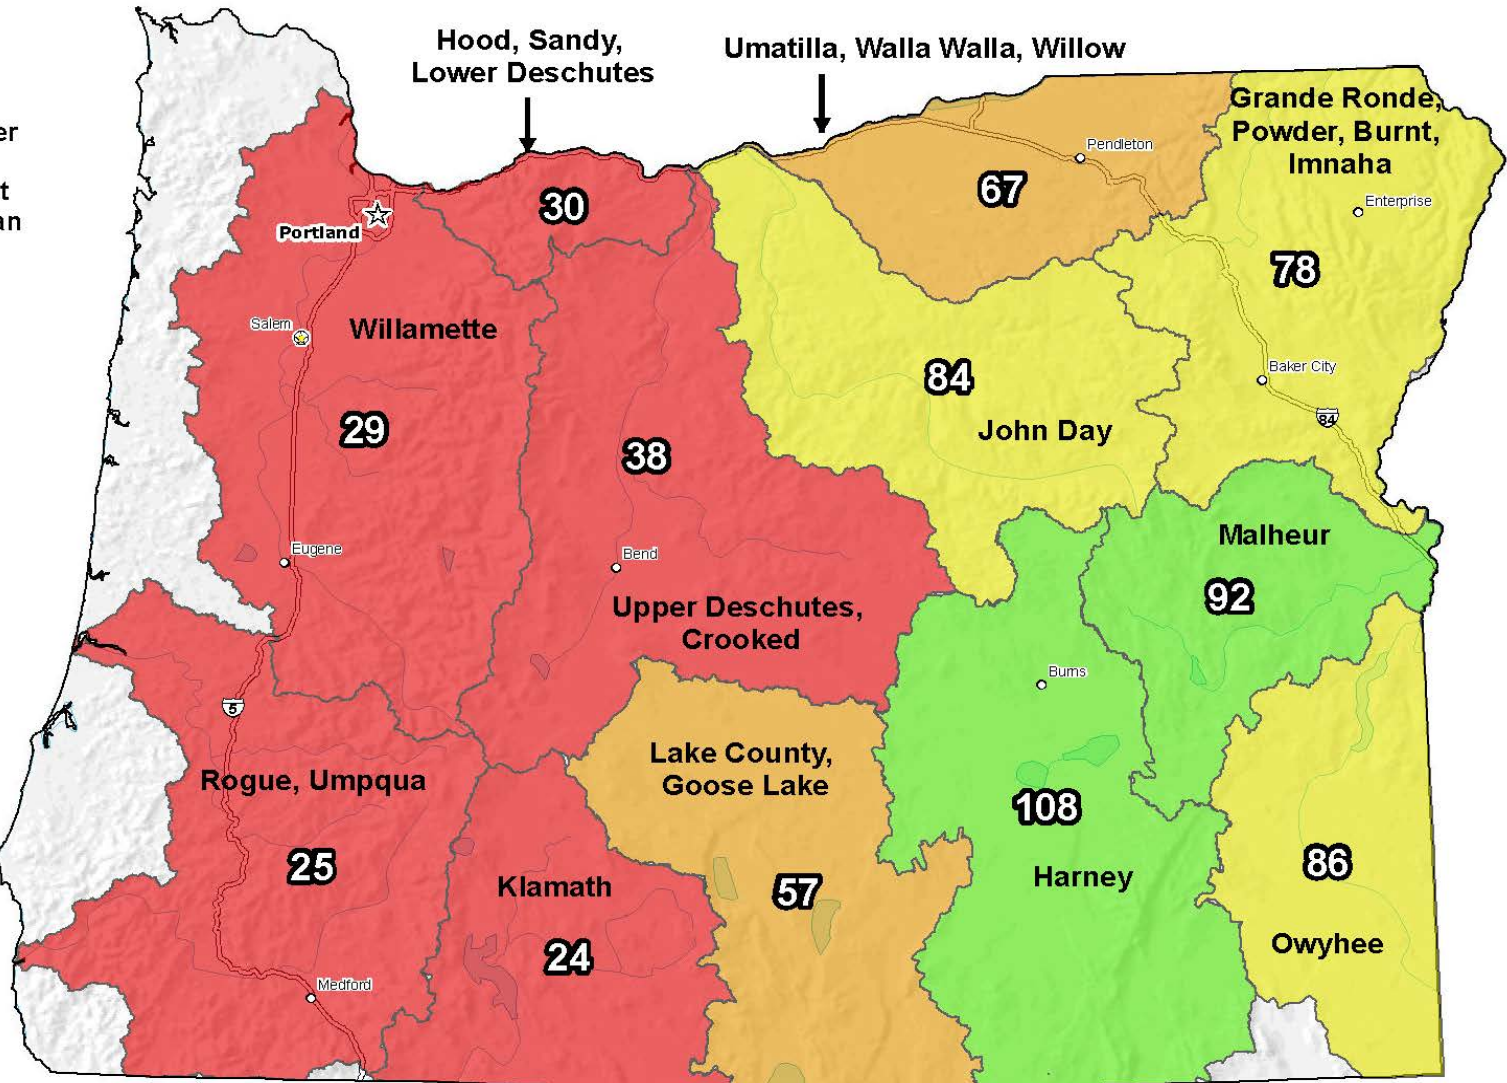 Hood, Sandy,
Lower Deschutes
Umatilla, Walla Walla, Willow
Grande Ronde,
Powder, Burnt,
Imnaha
er
t
an
Pendleton
Enterprise
67
30
Portland
78
Salem
Willamette
84
Baker City
John Day
84
29
38
Malheur
Eugene
Bend
92
Upper Deschutes,
Crooked
Burns
5
Lake County,
Goose Lake
Rogue, Umpqua
108
25
Klamath
57
Harney
86
Owyhee
24
Medford